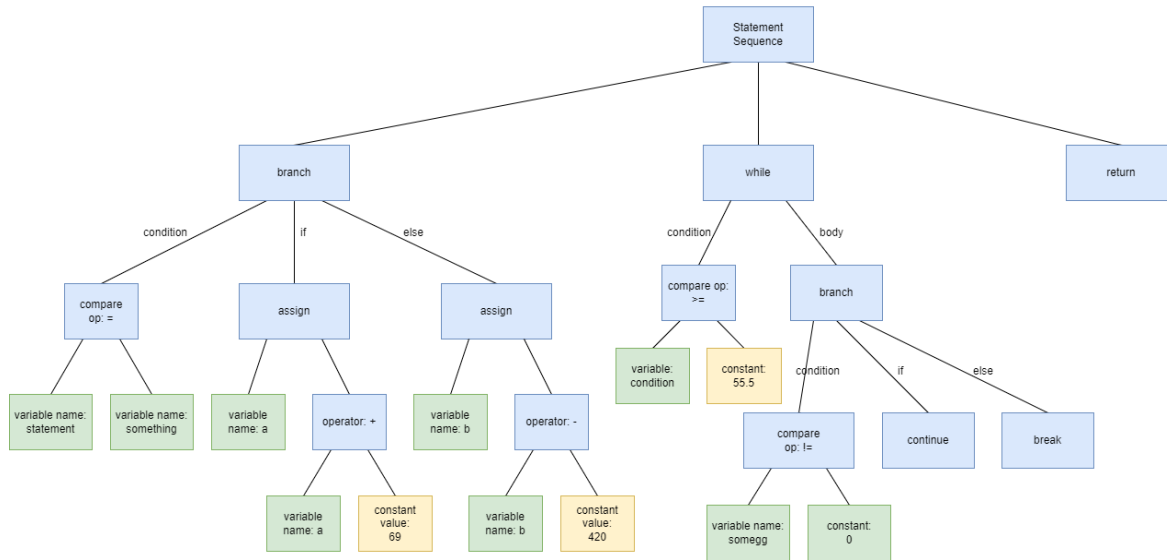 Statement
Sequence
branch
while
return
condition
if
else
condition
body
compare
op: =
assign
assign
compare op:
>=
branch
variable name:
statement
variable name:
something
variable
name: a
operator: +
variable
name: b
operator: -
variable:
condition
constant:
55.5
condition
if
else
compare
op: !=
continue
break
variable
name: a
constant
value:
69
variable
name: b
constant
value:
420
variable name:
somegg
constant:
0